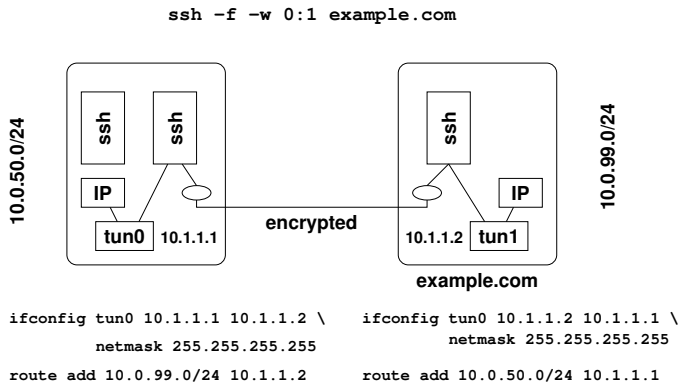 ssh -f -w 0:1 example.com
10.0.50.0/24
ssh
ssh
ssh
10.0.99.0/24
IP
IP
tun0
10.1.1.1
encrypted
10.1.1.2
tun1
example.com
ifconfig tun0 10.1.1.1 10.1.1.2 \
netmask 255.255.255.255
route add 10.0.99.0/24 10.1.1.2
ifconfig tun0 10.1.1.2 10.1.1.1 \
netmask 255.255.255.255
route add 10.0.50.0/24 10.1.1.1